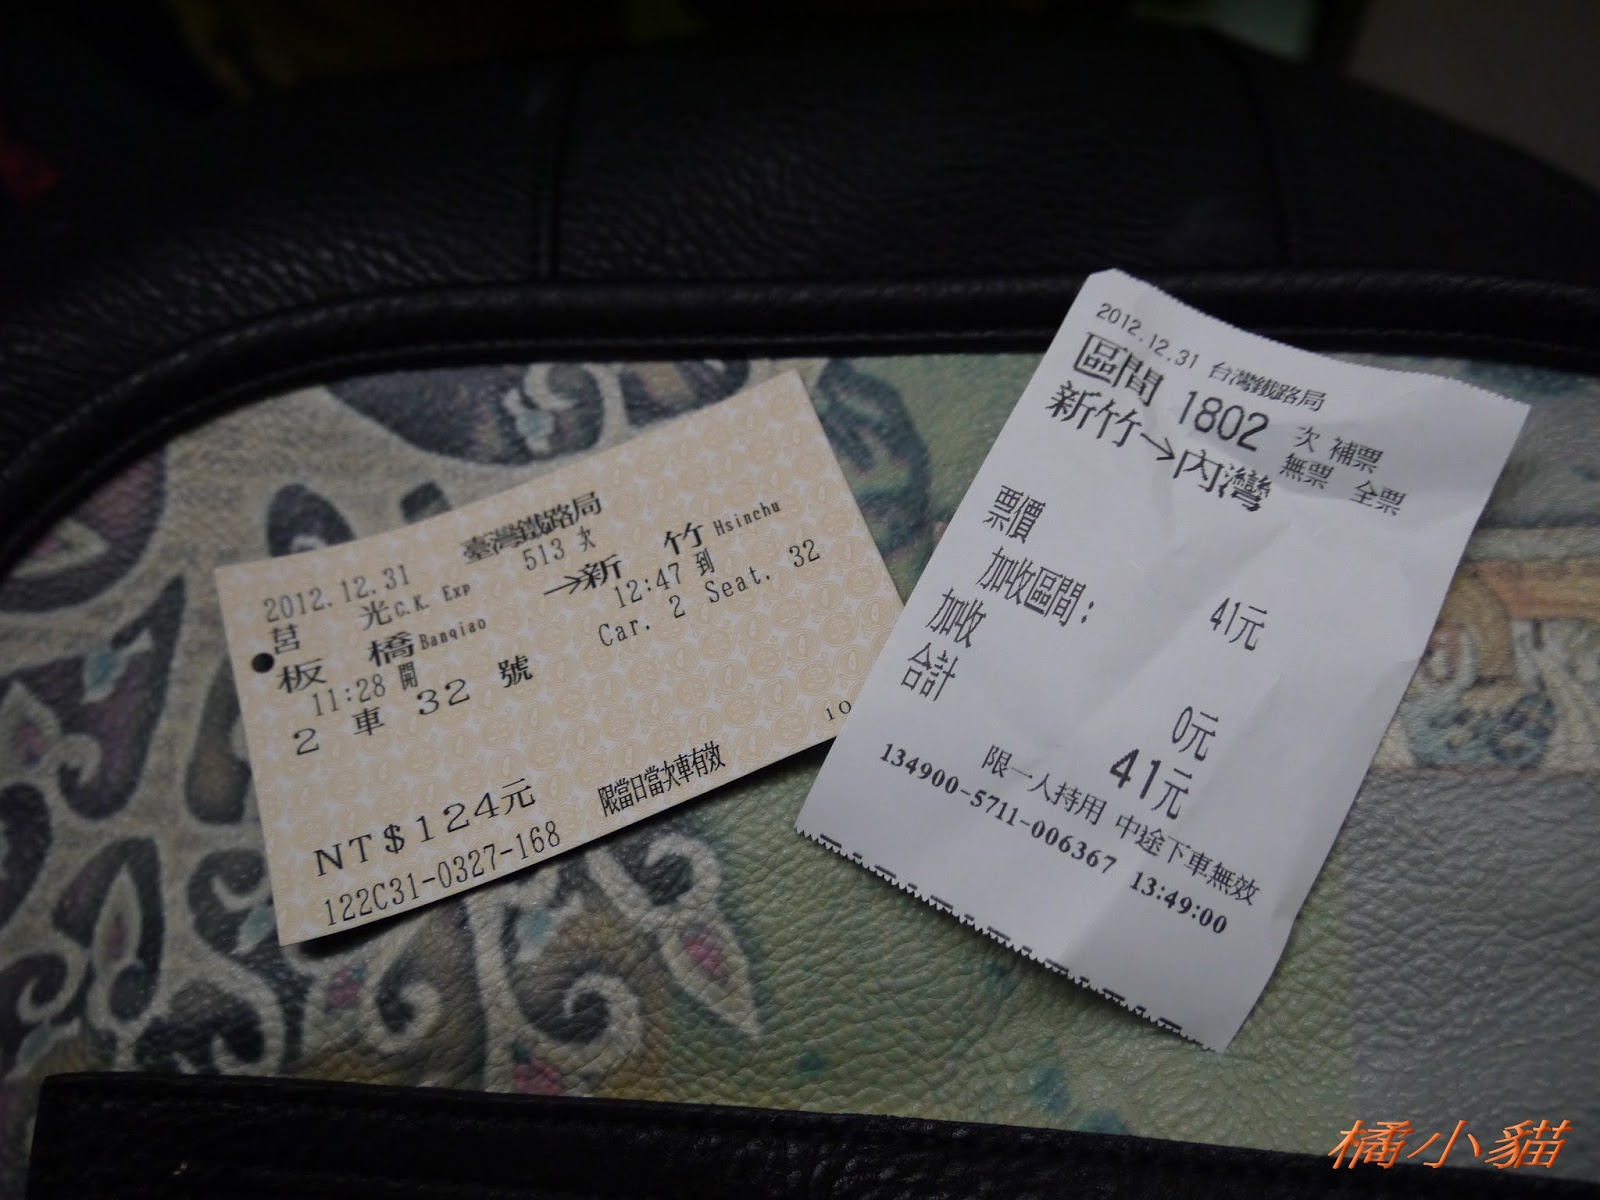 臺灣鐵路局
2012.12.31 513 次
莒 光 C.K. Exp
板 橋 Banqiao → 新 竹 Hsinchu
11:28 開 12:47 到
2 車 32 號 Car. 2 Seat. 32
NT$124元 限當日當次車有效
122C31-0327-168
10
2012.12.31 台灣鐵路局
區間 1802 次 補票
新竹→內灣 無票 全票
票價 41元
加收區間:
加收 0元
合計 41元
限一人持用 中途下車無效
134900-5711-006367 13:49:00
橘小貓